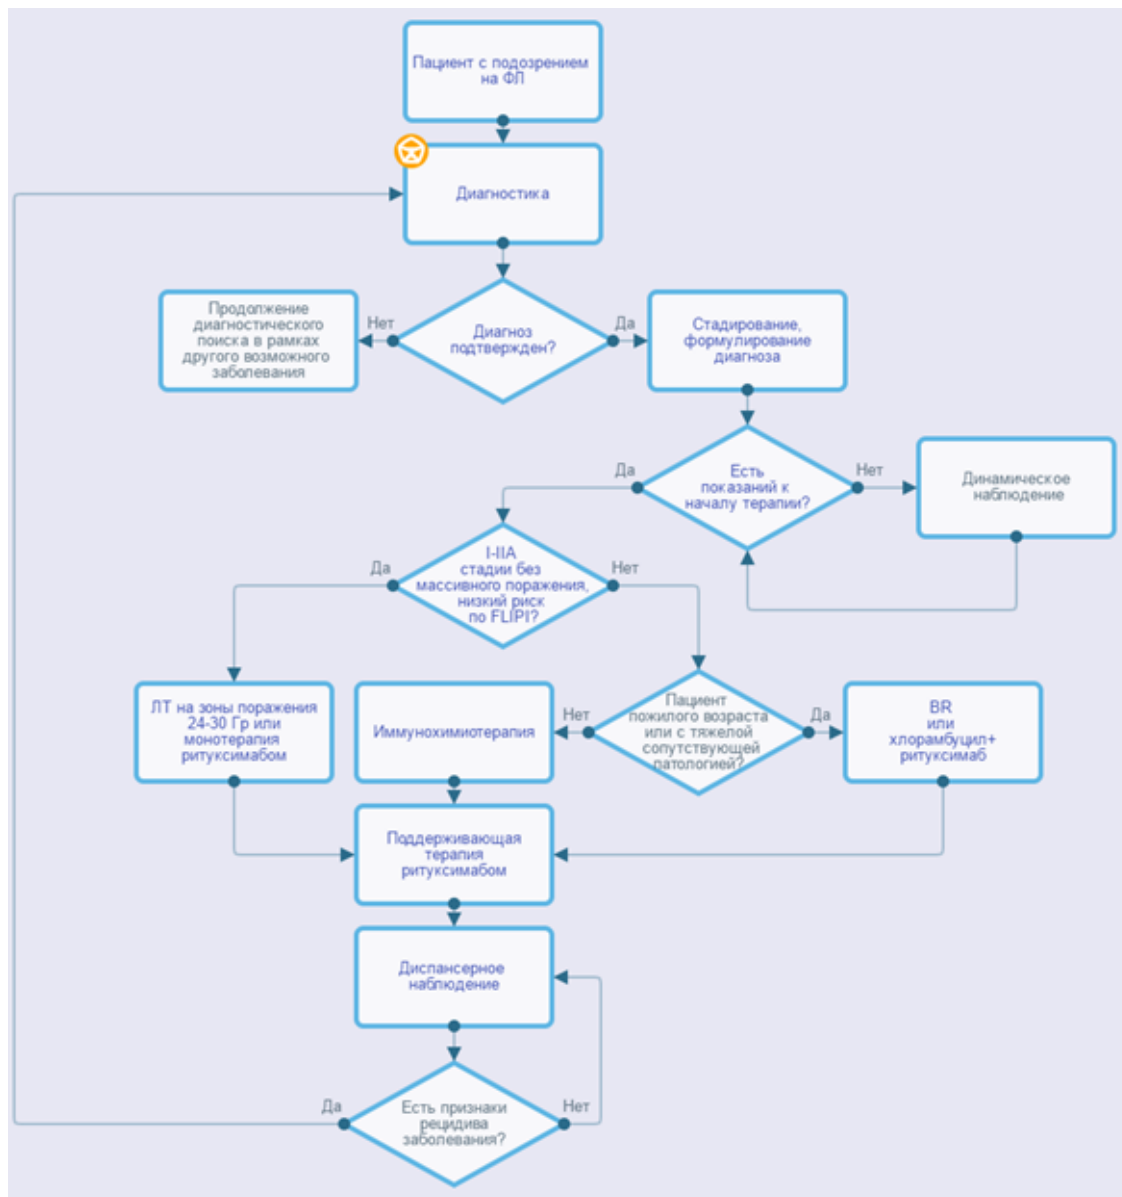 Пациент с подозрением
на ФЛ
Диагностика
Диагноз
подтвержден?
Нет
Да
Продолжение
диагностического
поиска в рамках
другого возможного
заболевания
Стадирование,
формулирование
диагноза
Есть
показаний к
началу терапии?
Да
Нет
Динамическое
наблюдение
I-IIA
стадии без
массивного поражения,
низкий риск
по FLIPI?
Да
Нет
ЛТ на зоны поражения
24-30 Гр или
монотерапия
ритуксимабом
Иммунохимиотерапия
Нет
Пациент
пожилого возраста
или с тяжелой
сопутствующей
патологией?
Да
BR
или
хлорамбуцил+
ритуксимаб
Поддерживающая
терапия
ритуксимабом
Диспансерное
наблюдение
Да
Есть признаки
рецидива
заболевания?
Нет